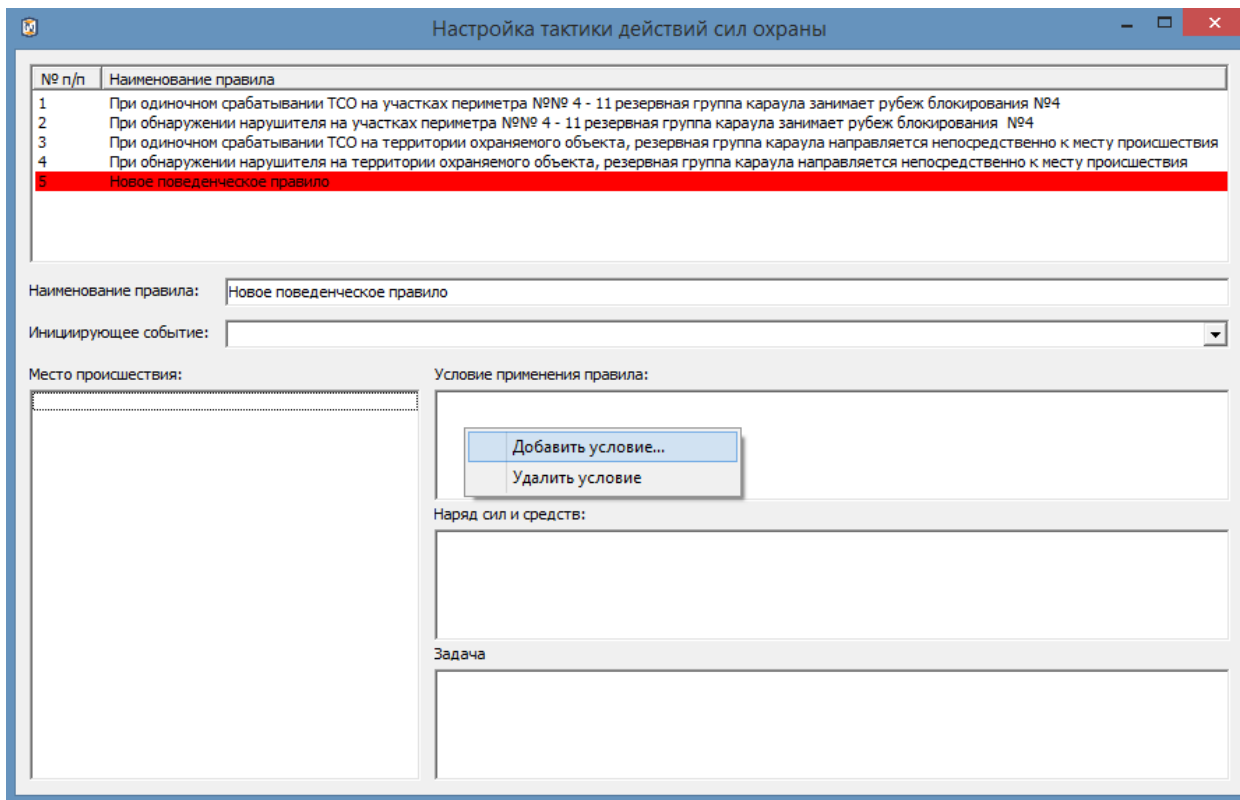 Настройка тактики действий сил охраны
№ п/п Наименование правила
1 При одиночном срабатывании ТСО на участках периметра №№ 4 - 11 резервная группа караула занимает рубеж блокирования №4
2 При обнаружении нарушителя на участках периметра №№ 4 - 11 резервная группа караула занимает рубеж блокирования №4
3 При одиночном срабатывании ТСО на территории охраняемого объекта, резервная группа караула направляется непосредственно к месту происшествия
4 При обнаружении нарушителя на территории охраняемого объекта, резервная группа караула направляется непосредственно к месту происшествия
5 Новое поведенческое правило
Наименование правила: Новое поведенческое правило
Инициирующее событие:
Место происшествия:
Условие применения правила:
Добавить условие...
Удалить условие
Наряд сил и средств:
Задача